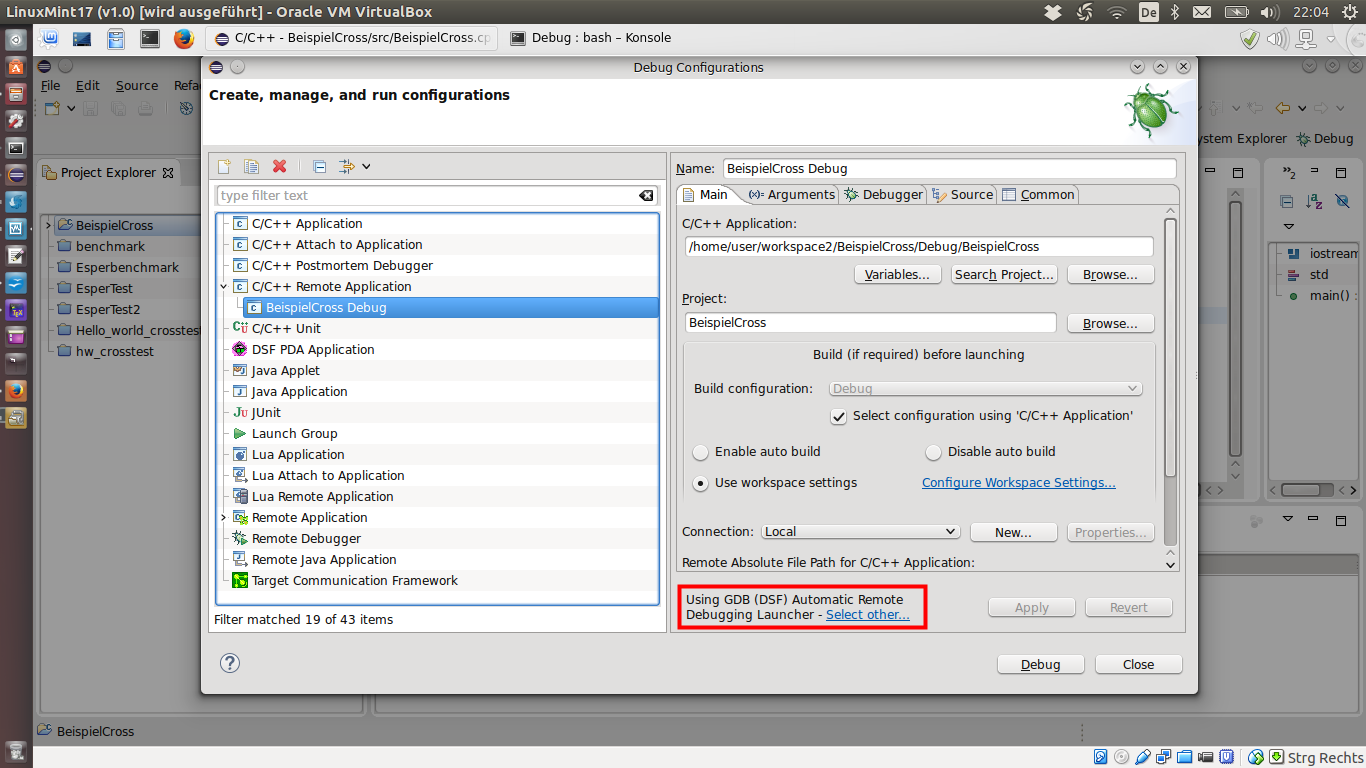 LinuxMint17 (v1.0) [wird ausgeführt] - Oracle VM VirtualBox
De
22:04
C/C++ - BeispielCross/src/BeispielCross.cp
Debug : bash – Konsole
Debug Configurations
File Edit Source Refa
ystem Explorer
Debug
Project Explorer
BeispielCross
benchmark
Esperbenchmark
EsperTest
EsperTest2
Hello_world_crosstest
hw_crosstest
Create, manage, and run configurations
type filter text
C/C++ Application
C/C++ Attach to Application
C/C++ Postmortem Debugger
C/C++ Remote Application
BeispielCross Debug
C/C++ Unit
DSF PDA Application
Java Applet
Java Application
JUnit
Launch Group
Lua Application
Lua Attach to Application
Lua Remote Application
Remote Application
Remote Debugger
Remote Java Application
Target Communication Framework
Filter matched 19 of 43 items
Name: BeispielCross Debug
Main (x)= Arguments Debugger Source Common
C/C++ Application:
/home/user/workspace2/BeispielCross/Debug/BeispielCross
Variables... Search Project... Browse...
Project:
BeispielCross Browse...
Build (if required) before launching
Build configuration: Debug
Select configuration using 'C/C++ Application'
Enable auto build Disable auto build
Use workspace settings Configure Workspace Settings...
Connection: Local New... Properties...
Remote Absolute File Path for C/C++ Application:
Using GDB (DSF) Automatic Remote
Debugging Launcher - Select other...
Apply Revert
Debug Close
»2
iostream
std
main() :
BeispielCross
Strg Rechts